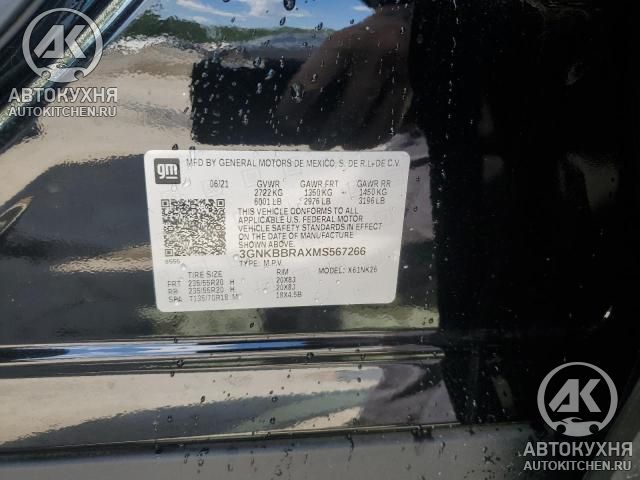 AK
АВТОКУХНЯ
AUTOKITCHEN.RU
gm
MFD BY GENERAL MOTORS DE MEXICO, S. DE R.L. DE C.V.
06/21 GVWR GAWR FRT GAWR RR
2722 KG 1350 KG 1450 KG
6001 LB 2976 LB 3196 LB
THIS VEHICLE CONFORMS TO ALL
APPLICABLE U.S. FEDERAL MOTOR
VEHICLE SAFETY STANDARDS IN EFFECT
ON THE DATE OF MANUFACTURE
SHOWN ABOVE.
3GNKBBRAXMS567266
TYPE: M.P.V. MODEL: X61NK26
TIRE SIZE RIM
FRT 235/55R20 H 20X8J
RR 235/55R20 H 20X8J
SPA T135/70R18 M 18X4.5B
AK
АВТОКУХНЯ
AUTOKITCHEN.RU